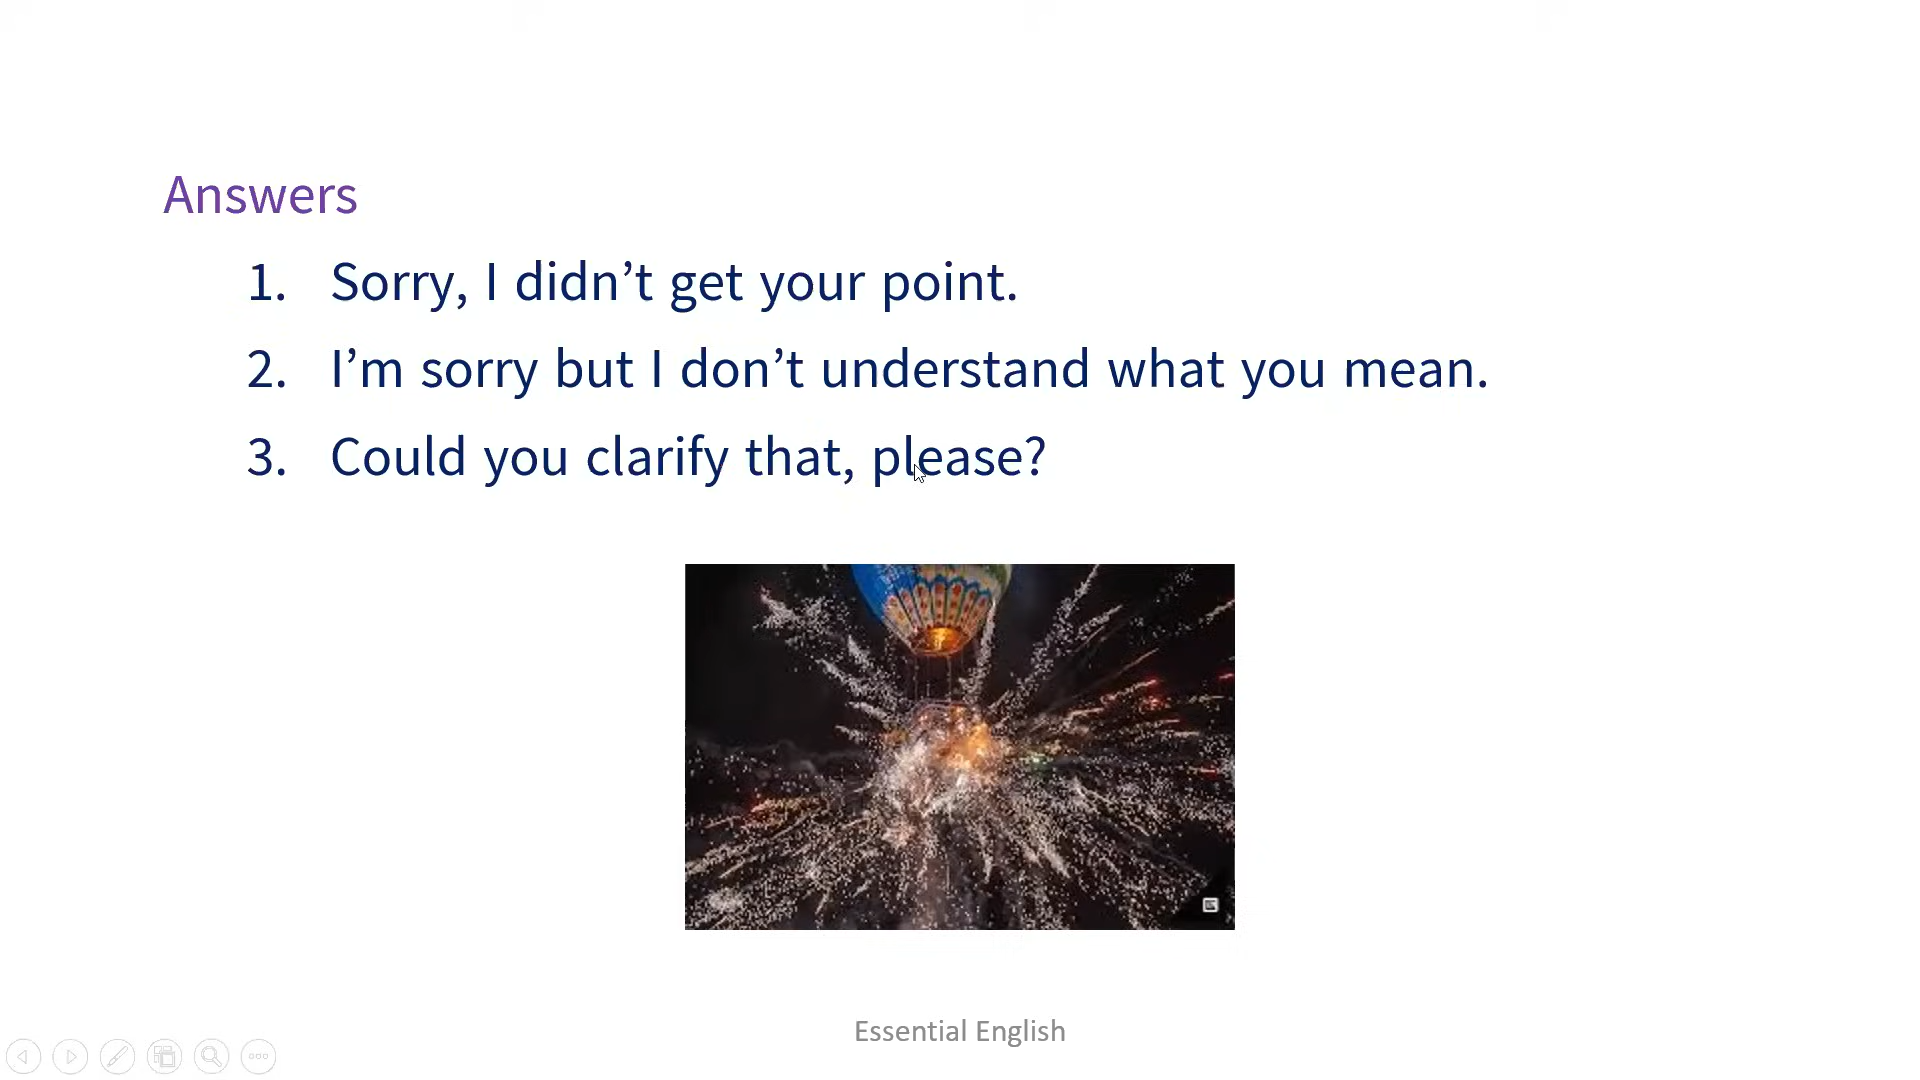 Answers
1. Sorry, I didn’t get your point.
2. I’m sorry but I don’t understand what you mean.
3. Could you clarify that, please?
Essential English